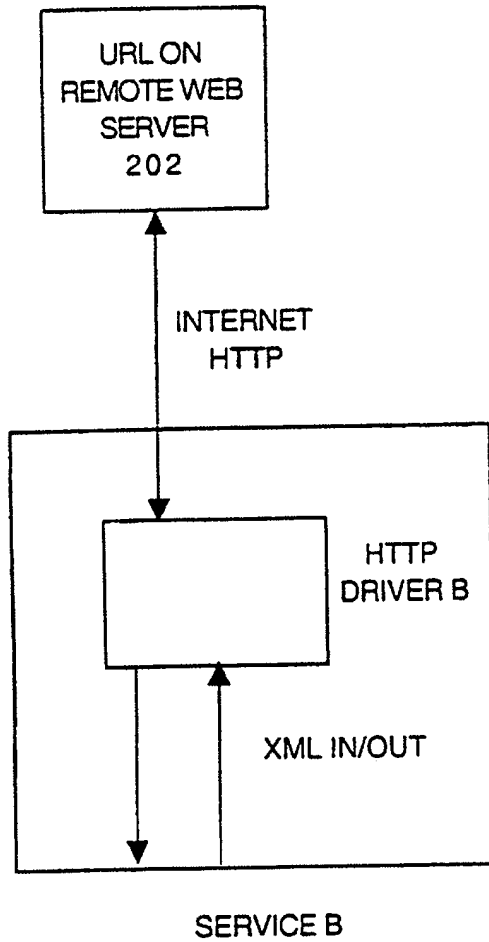 URL ON
REMOTE WEB
SERVER
202
INTERNET
HTTP
HTTP
DRIVER B
XML IN/OUT
SERVICE B